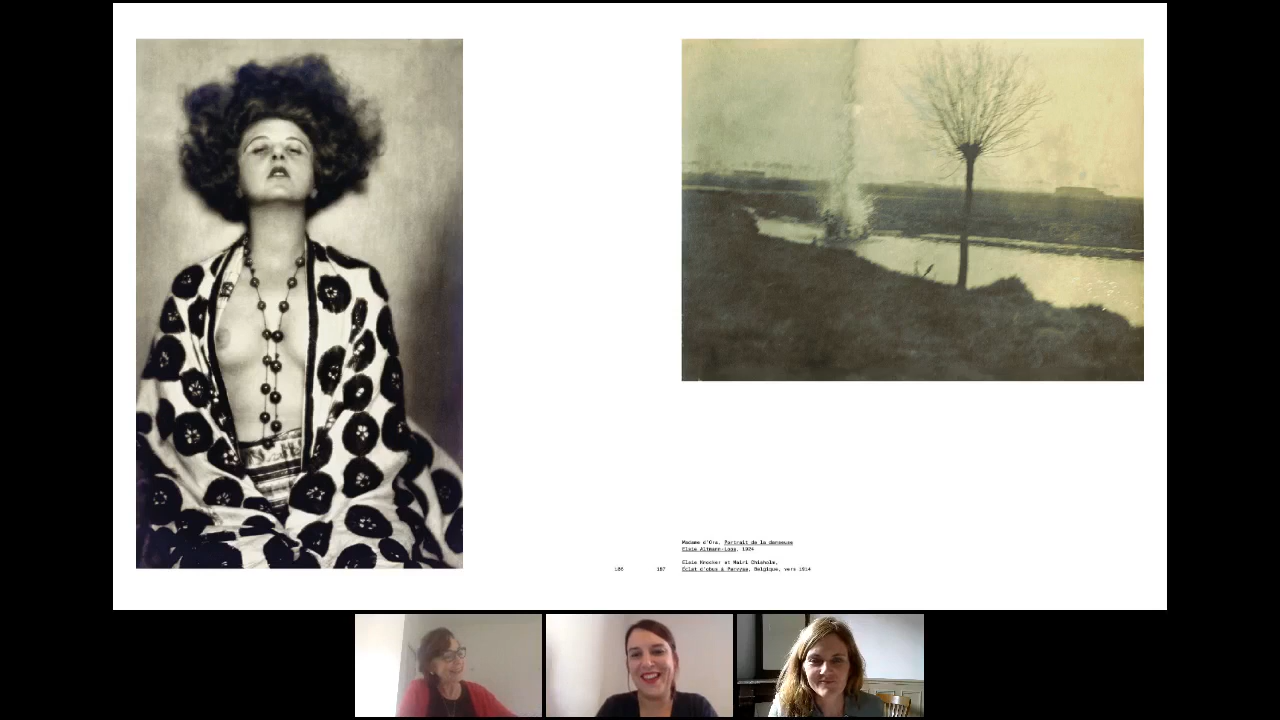 Madame d'Ora, Portrait de la danseuse
Elsie Altmann-Loos, 1924
Elsie Knocker et Mairi Chisholm,
186 187 Éclat d'obus à Pervyse, Belgique, vers 1914